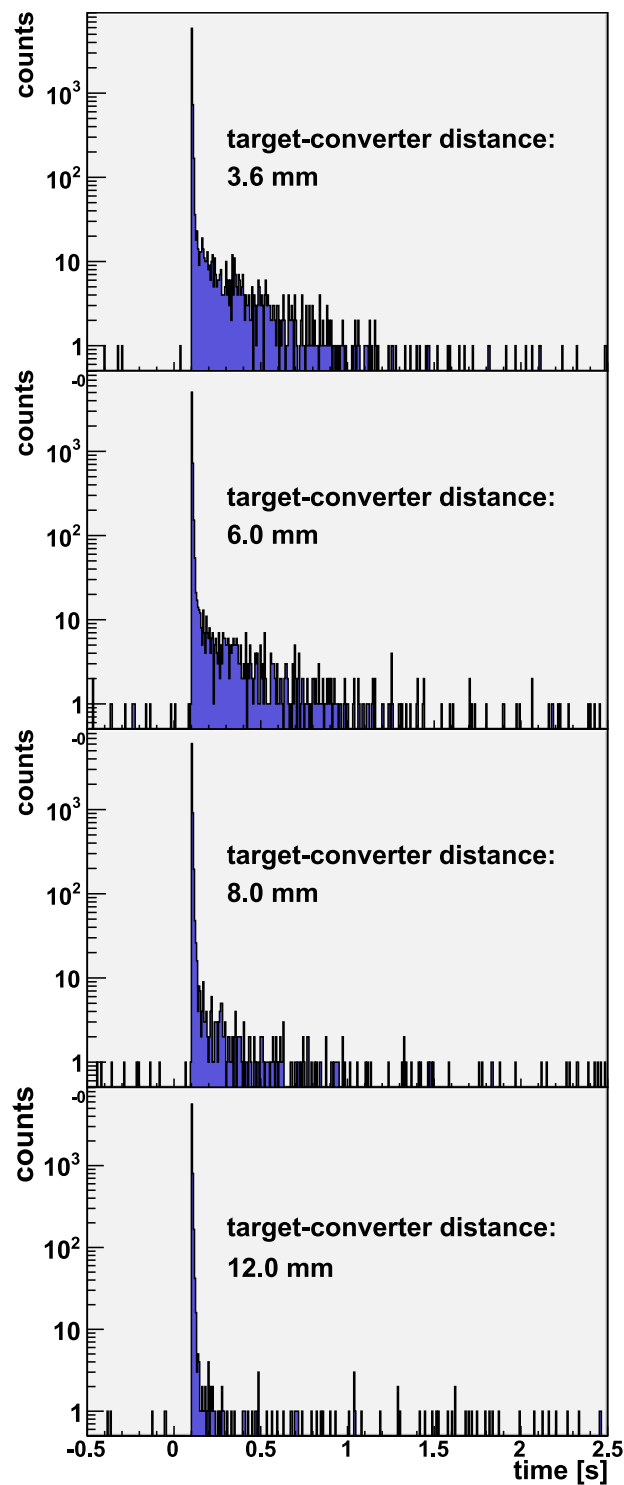 counts
10³
target-converter distance:
3.6 mm
10²
10
1
-0
counts
10³
target-converter distance:
6.0 mm
10²
10
1
-0
counts
10³
target-converter distance:
8.0 mm
10²
10
1
-0
counts
10³
target-converter distance:
12.0 mm
10²
10
1
-0.5 0 0.5 1 1.5 2 2.5
time [s]